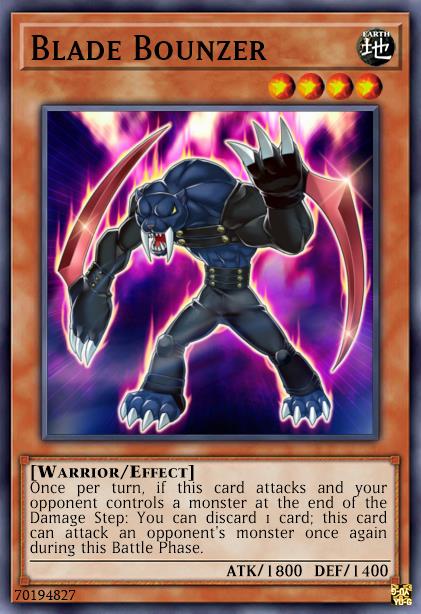 BLADE BOUNZER
EARTH
地
[WARRIOR/EFFECT]
Once per turn, if this card attacks and your
opponent controls a monster at the end of the
Damage Step: You can discard 1 card; this card
can attack an opponent's monster once again
during this Battle Phase.
ATK/1800 DEF/1400
70194827